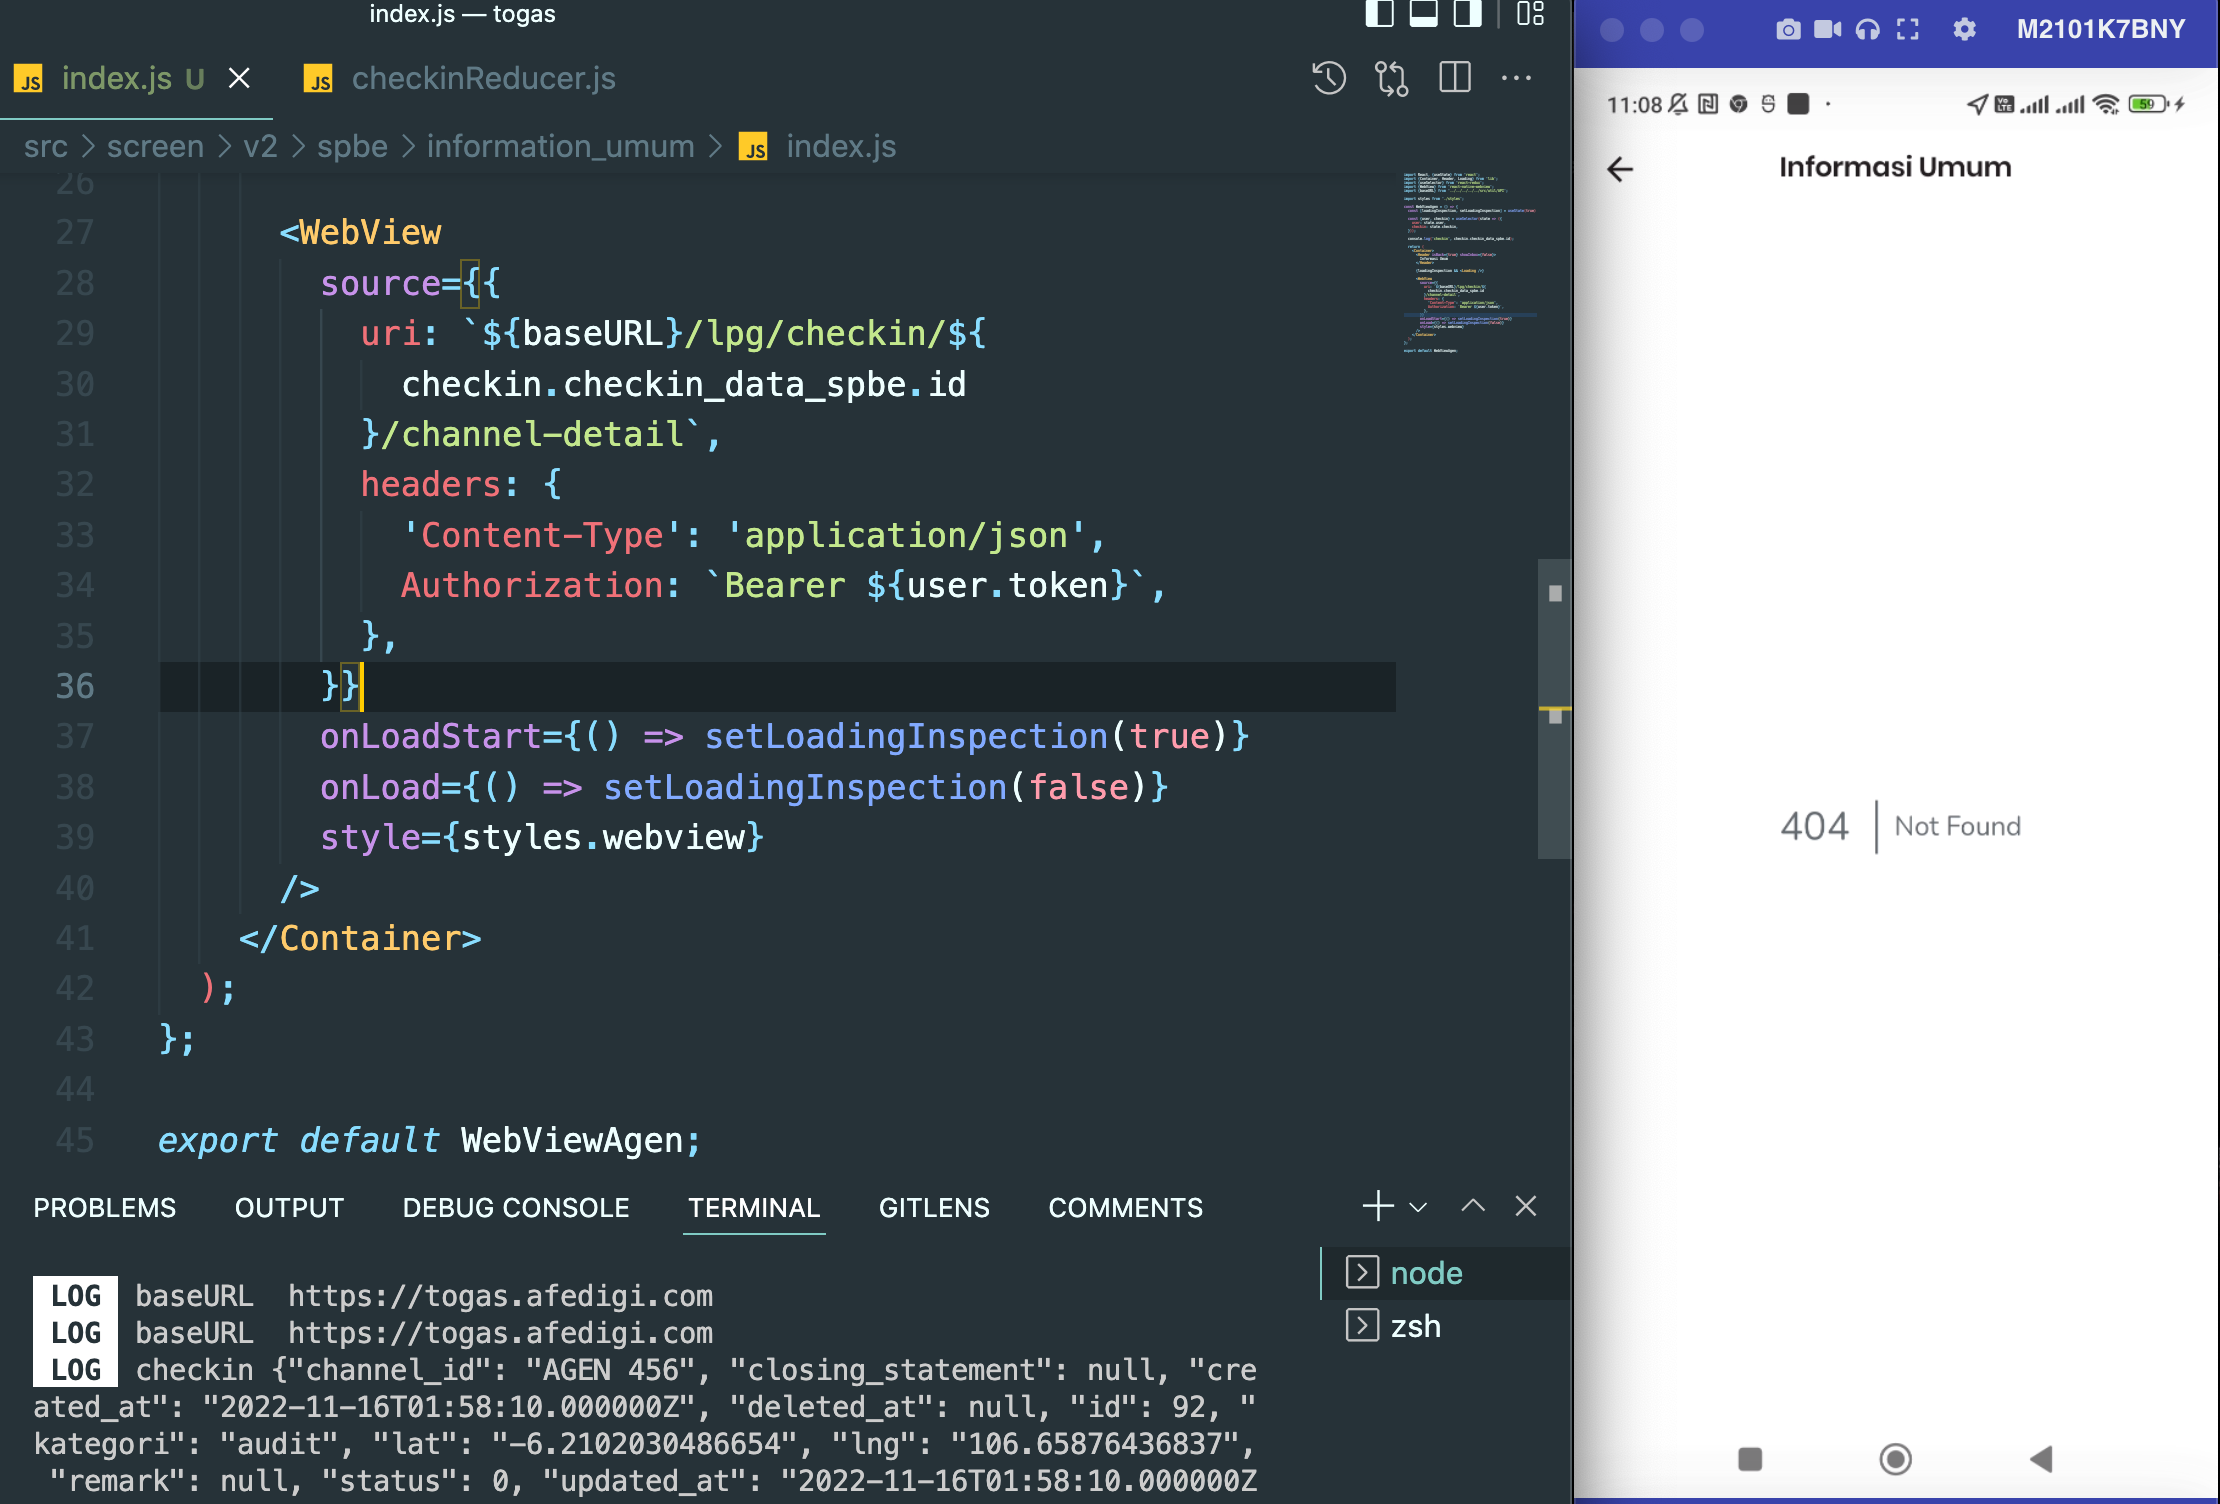 index.js — togas
index.js U
checkinReducer.js
src > screen > v2 > spbe > information_umum > index.js
26
27 <WebView
28 source={{
29 uri: `${baseURL}/lpg/checkin/${
30 checkin.checkin_data_spbe.id
31 }/channel-detail`,
32 headers: {
33 'Content-Type': 'application/json',
34 Authorization: `Bearer ${user.token}`,
35 },
36 }}
37 onLoadStart={() => setLoadingInspection(true)}
38 onLoad={() => setLoadingInspection(false)}
39 style={styles.webview}
40 />
41 </Container>
42 );
43 };
44
45 export default WebViewAgen;
PROBLEMS OUTPUT DEBUG CONSOLE TERMINAL GITLENS COMMENTS
LOG baseURL https://togas.afedigi.com
LOG baseURL https://togas.afedigi.com
LOG checkin {"channel_id": "AGEN 456", "closing_statement": null, "cre
ated_at": "2022-11-16T01:58:10.000000Z", "deleted_at": null, "id": 92, "
kategori": "audit", "lat": "-6.2102030486654", "lng": "106.65876436837",
"remark": null, "status": 0, "updated_at": "2022-11-16T01:58:10.000000Z
node
zsh
M2101K7BNY
11:08
59
Informasi Umum
404 | Not Found